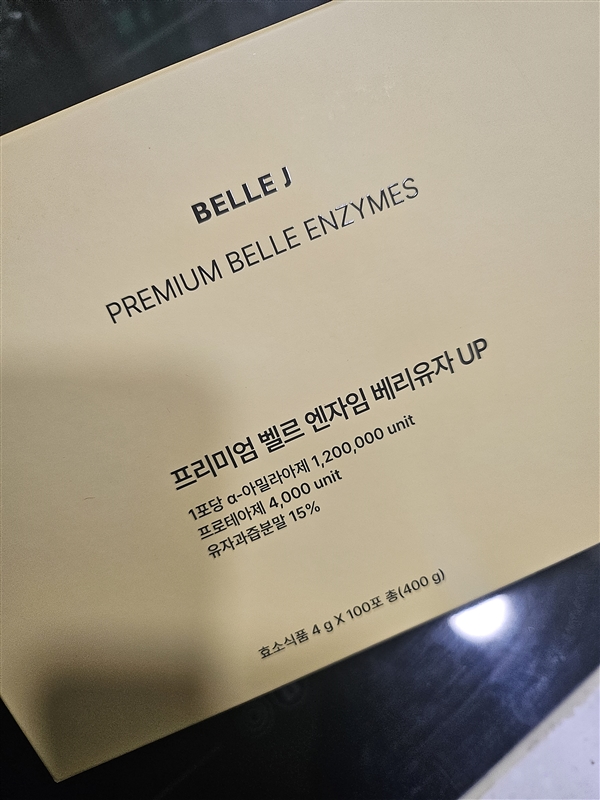 BELLE J
PREMIUM BELLE ENZYMES
프리미엄 벨르 엔자임 베리유자 UP
1포당 α-아밀라아제 1,200,000 unit
프로테아제 4,000 unit
유자과즙분말 15%
효소식품 4 g X 100포 총(400 g)